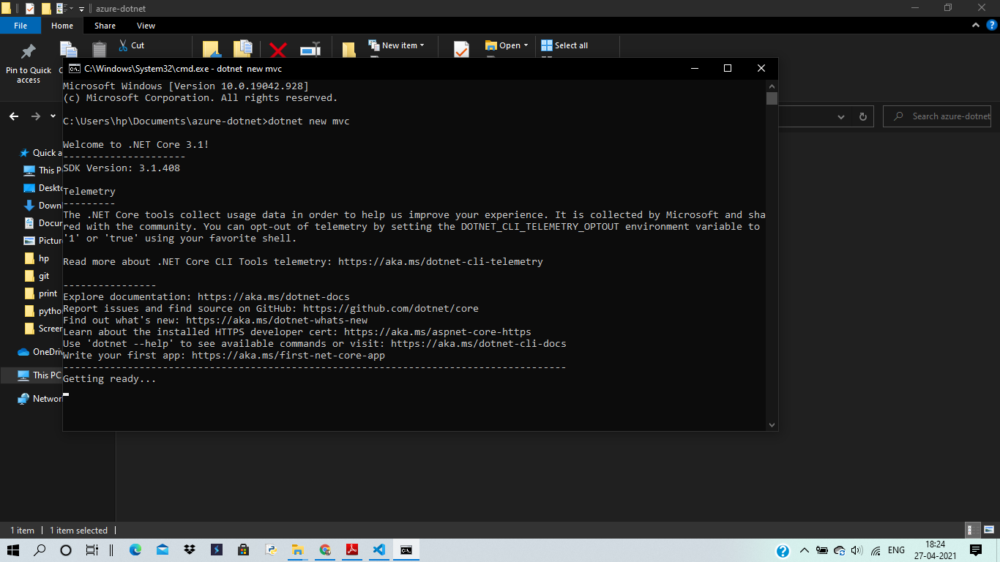 azure-dotnet
File
Home
Share
View
Pin to Quick
access
Cut
New item
Open
Select all
C:\Windows\System32\cmd.exe - dotnet  new mvc
Microsoft Windows [Version 10.0.19042.928]
(c) Microsoft Corporation. All rights reserved.
C:\Users\hp\Documents\azure-dotnet>dotnet new mvc
Welcome to .NET Core 3.1!
---------------------
SDK Version: 3.1.408
Telemetry
---------
The .NET Core tools collect usage data in order to help us improve your experience. It is collected by Microsoft and sha
red with the community. You can opt-out of telemetry by setting the DOTNET_CLI_TELEMETRY_OPTOUT environment variable to
'1' or 'true' using your favorite shell.
Read more about .NET Core CLI Tools telemetry: https://aka.ms/dotnet-cli-telemetry
----------------
Explore documentation: https://aka.ms/dotnet-docs
Report issues and find source on GitHub: https://github.com/dotnet/core
Find out what's new: https://aka.ms/dotnet-whats-new
Learn about the installed HTTPS developer cert: https://aka.ms/aspnet-core-https
Use 'dotnet --help' to see available commands or visit: https://aka.ms/dotnet-cli-docs
Write your first app: https://aka.ms/first-net-core-app
--------------------------------------------------------------------------------------
Getting ready...
Search azure-dotnet
Quick a
This P
Deskto
Down
Docur
Picture
hp
git
print
pytho
Screer
OneDriv
This PC
Networ
1 item
1 item selected
ENG
18:24
27-04-2021